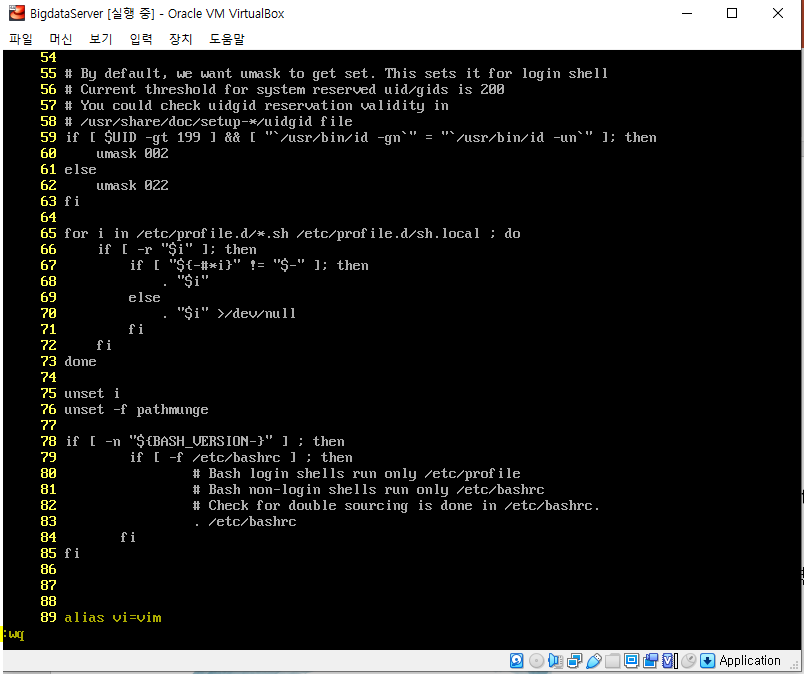 BigdataServer [실행 중] - Oracle VM VirtualBox
파일 머신 보기 입력 장치 도움말
54
55 # By default, we want umask to get set. This sets it for login shell
56 # Current threshold for system reserved uid/gids is 200
57 # You could check uidgid reservation validity in
58 # /usr/share/doc/setup-*/uidgid file
59 if [ $UID -gt 199 ] && [ "`/usr/bin/id -gn`" = "`/usr/bin/id -un`" ]; then
60     umask 002
61 else
62     umask 022
63 fi
64
65 for i in /etc/profile.d/*.sh /etc/profile.d/sh.local ; do
66     if [ -r "$i" ]; then
67         if [ "${-#*i}" != "$-" ]; then
68             . "$i"
69         else
70             . "$i" >/dev/null
71         fi
72     fi
73 done
74
75 unset i
76 unset -f pathmunge
77
78 if [ -n "${BASH_VERSION-}" ] ; then
79         if [ -f /etc/bashrc ] ; then
80                 # Bash login shells run only /etc/profile
81                 # Bash non-login shells run only /etc/bashrc
82                 # Check for double sourcing is done in /etc/bashrc.
83                 . /etc/bashrc
84        fi
85 fi
86
87
88
89 alias vi=vim
:wq
Application